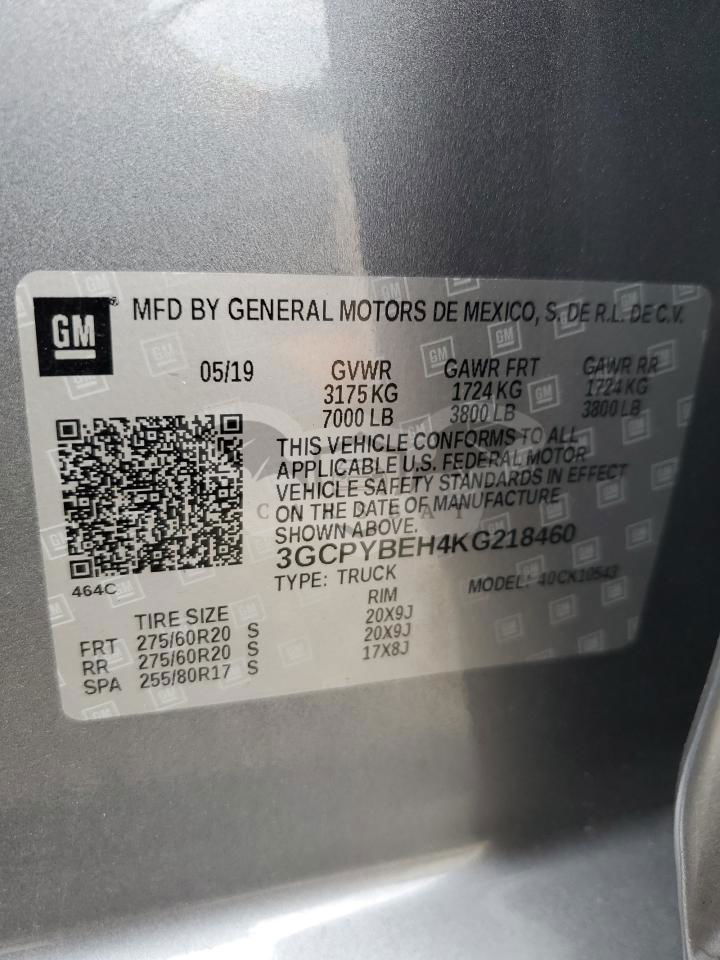 GM
MFD BY GENERAL MOTORS DE MEXICO, S. DE R.L. DE C.V.
05/19 GVWR GAWR FRT GAWR RR
3175 KG 1724 KG 1724 KG
7000 LB 3800 LB 3800 LB
THIS VEHICLE CONFORMS TO ALL
APPLICABLE U.S. FEDERAL MOTOR
VEHICLE SAFETY STANDARDS IN EFFECT
ON THE DATE OF MANUFACTURE
SHOWN ABOVE.
3GCPYBEH4KG218460
464C TYPE: TRUCK MODEL: 40CK10543
TIRE SIZE RIM
FRT 275/60R20 S 20X9J
RR 275/60R20 S 20X9J
SPA 255/80R17 S 17X8J